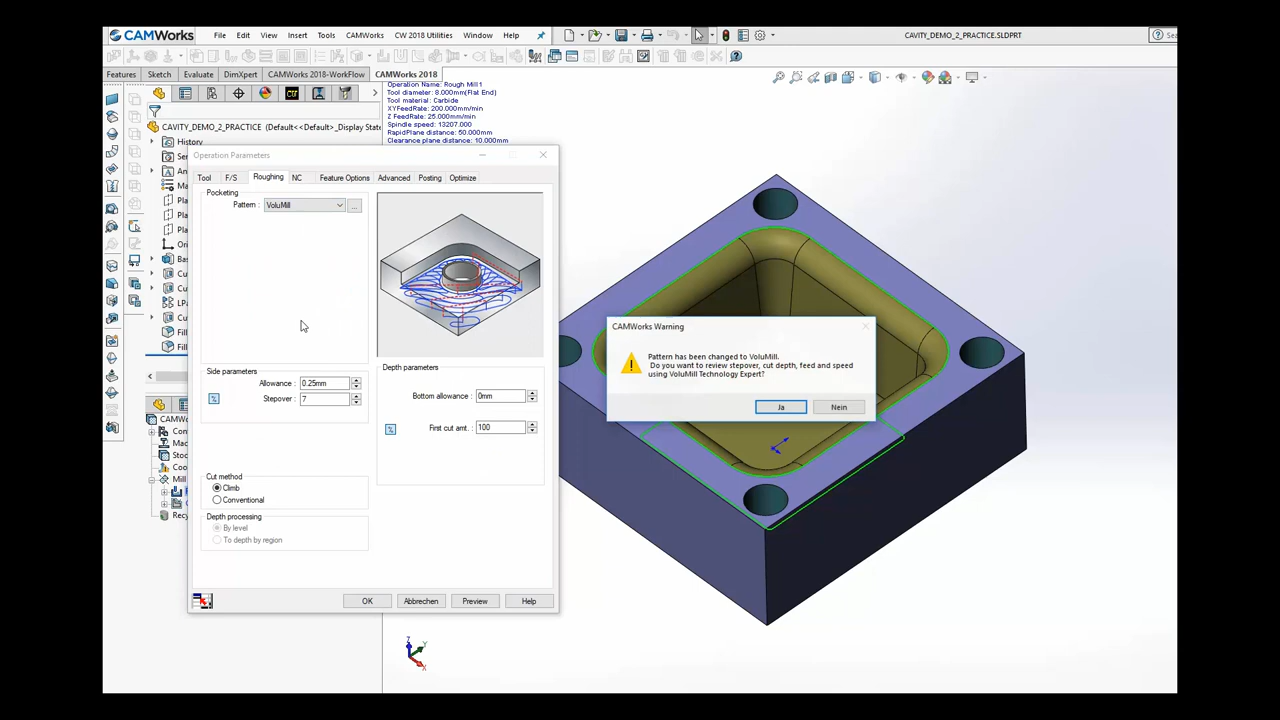 CAMWorks File Edit View Insert Tools CAMWorks CW 2018 Utilities Window Help CAVITY_DEMO_2_PRACTICE.SLDPRT
Features Sketch Evaluate DimXpert CAMWorks 2018-WorkFlow CAMWorks 2018
Operation Name: Rough Mill1
Tool diameter: 8.000mm(Flat End)
Tool material: Carbide
XYFeedRate: 200.000mm/min
Z FeedRate: 25.000mm/min
Spindle speed: 13207.000
RapidPlane distance: 50.000mm
Clearance plane distance: 10.000mm
CAVITY_DEMO_2_PRACTICE (Default<<Default>_Display State
History
Operation Parameters
Tool F/S Roughing NC Feature Options Advanced Posting Optimize
Pocketing
Pattern : VoluMill ...
Side parameters
Allowance : 0.25mm
% Stepover : 7
Depth parameters
Bottom allowance : 0mm
% First cut amt. : 100
Cut method
Climb
Conventional
Depth processing
By level
To depth by region
OK Abbrechen Preview Help
CAMWorks Warning
Pattern has been changed to VoluMill.
Do you want to review stepover, cut depth, feed and speed
using VoluMill Technology Expert?
Ja Nein
Z
Y
X